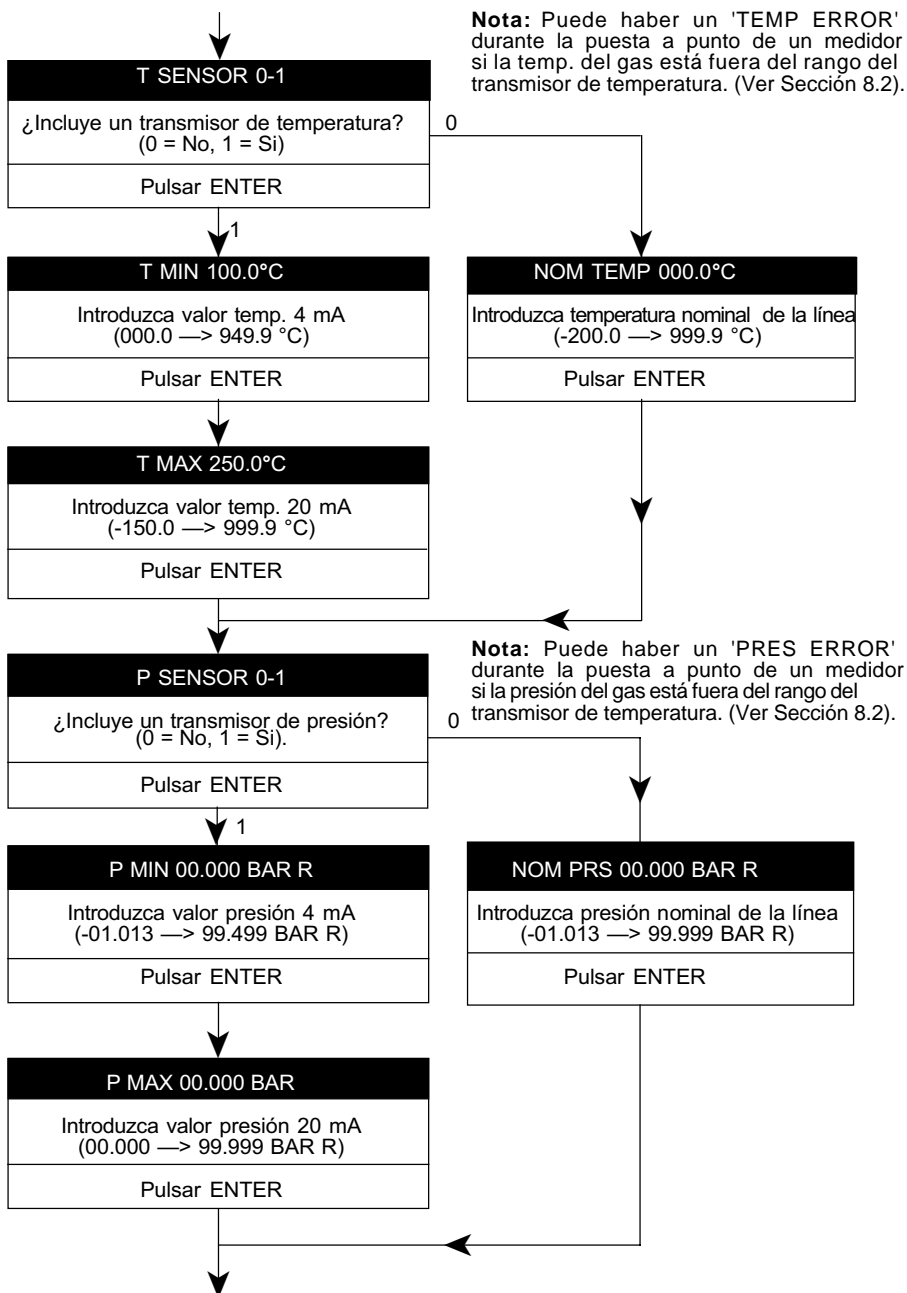 Nota: Puede haber un 'TEMP ERROR'
durante la puesta a punto de un medidor
si la temp. del gas está fuera del rango del
transmisor de temperatura. (Ver Sección 8.2).
T SENSOR 0-1
¿Incluye un transmisor de temperatura?
(0 = No, 1 = Si)
Pulsar ENTER
0
1
T MIN 100.0°C
Introduzca valor temp. 4 mA
(000.0 —> 949.9 °C)
Pulsar ENTER
NOM TEMP 000.0°C
Introduzca temperatura nominal de la línea
(-200.0 —> 999.9 °C)
Pulsar ENTER
T MAX 250.0°C
Introduzca valor temp. 20 mA
(-150.0 —> 999.9 °C)
Pulsar ENTER
Nota: Puede haber un 'PRES ERROR'
durante la puesta a punto de un medidor
si la presión del gas está fuera del rango del
transmisor de temperatura. (Ver Sección 8.2).
P SENSOR 0-1
¿Incluye un transmisor de presión?
(0 = No, 1 = Si).
Pulsar ENTER
0
1
P MIN 00.000 BAR R
Introduzca valor presión 4 mA
(-01.013 —> 99.499 BAR R)
Pulsar ENTER
NOM PRS 00.000 BAR R
Introduzca presión nominal de la línea
(-01.013 —> 99.999 BAR R)
Pulsar ENTER
P MAX 00.000 BAR
Introduzca valor presión 20 mA
(00.000 —> 99.999 BAR R)
Pulsar ENTER